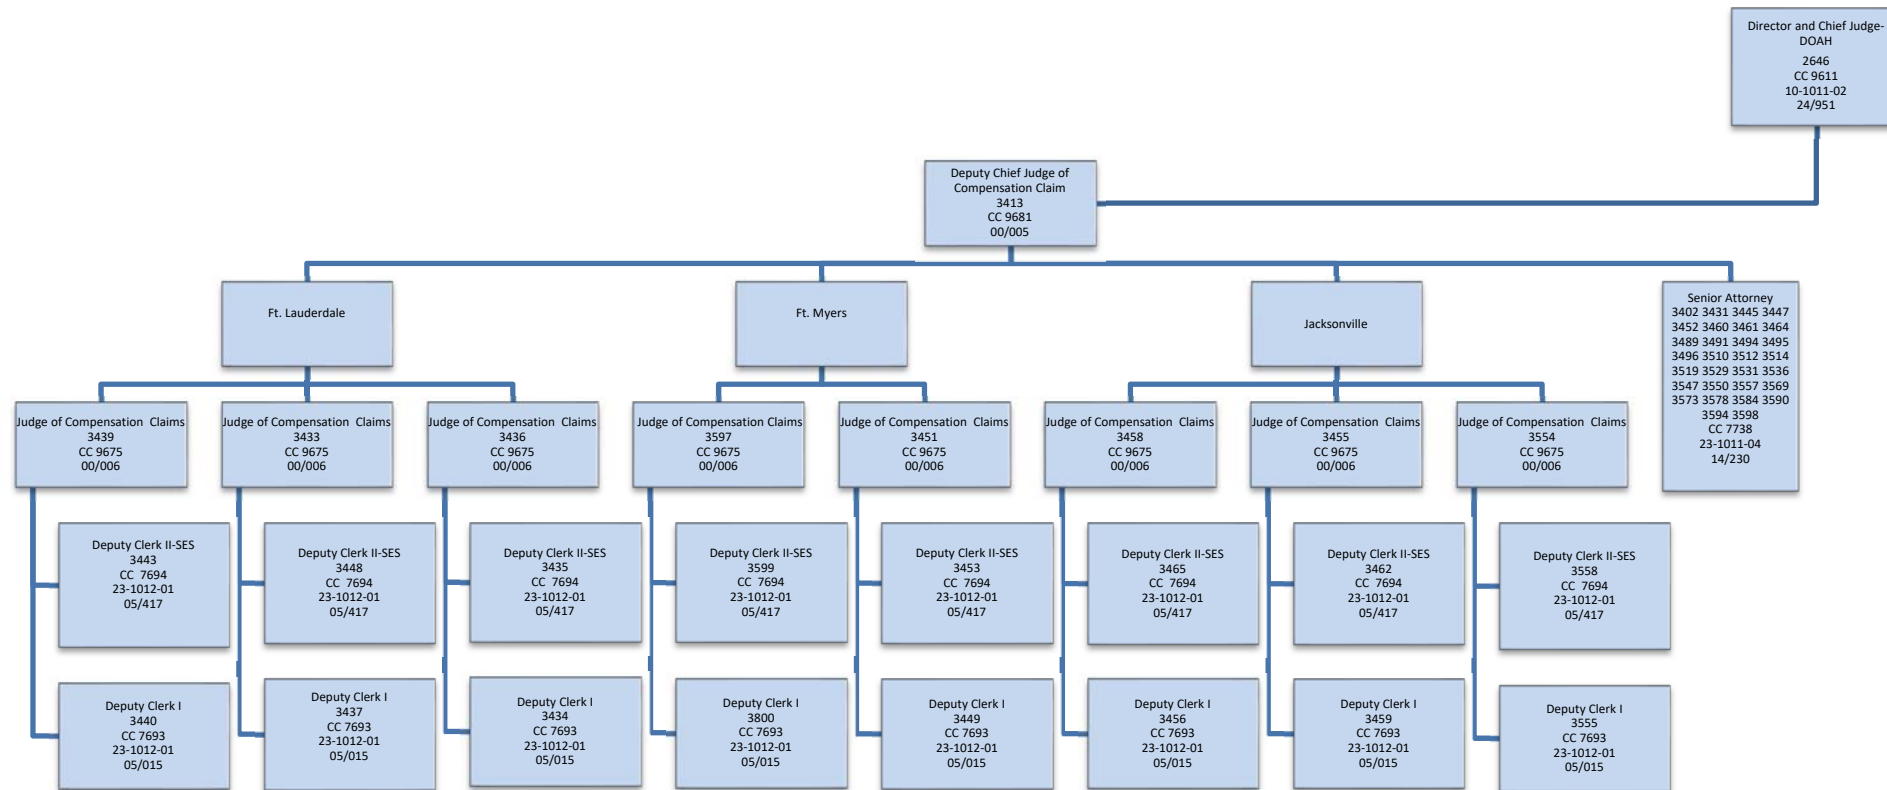 Director and Chief Judge-
DOAH
2646
CC 9611
10-1011-02
24/951
Deputy Chief Judge of
Compensation Claim
3413
CC 9681
00/005
Ft. Lauderdale
Ft. Myers
Jacksonville
Senior Attorney
3402 3431 3445 3447
3452 3460 3461 3464
3489 3491 3494 3495
3496 3510 3512 3514
3519 3529 3531 3536
3547 3550 3557 3569
3573 3578 3584 3590
3594 3598
CC 7738
23-1011-04
14/230
Judge of Compensation Claims
3439
CC 9675
00/006
Judge of Compensation Claims
3433
CC 9675
00/006
Judge of Compensation Claims
3436
CC 9675
00/006
Judge of Compensation Claims
3597
CC 9675
00/006
Judge of Compensation Claims
3451
CC 9675
00/006
Judge of Compensation Claims
3458
CC 9675
00/006
Judge of Compensation Claims
3455
CC 9675
00/006
Judge of Compensation Claims
3554
CC 9675
00/006
Deputy Clerk II-SES
3443
CC 7694
23-1012-01
05/417
Deputy Clerk II-SES
3448
CC 7694
23-1012-01
05/417
Deputy Clerk II-SES
3435
CC 7694
23-1012-01
05/417
Deputy Clerk II-SES
3599
CC 7694
23-1012-01
05/417
Deputy Clerk II-SES
3453
CC 7694
23-1012-01
05/417
Deputy Clerk II-SES
3465
CC 7694
23-1012-01
05/417
Deputy Clerk II-SES
3462
CC 7694
23-1012-01
05/417
Deputy Clerk II-SES
3558
CC 7694
23-1012-01
05/417
Deputy Clerk I
3440
CC 7693
23-1012-01
05/015
Deputy Clerk I
3437
CC 7693
23-1012-01
05/015
Deputy Clerk I
3434
CC 7693
23-1012-01
05/015
Deputy Clerk I
3800
CC 7693
23-1012-01
05/015
Deputy Clerk I
3449
CC 7693
23-1012-01
05/015
Deputy Clerk I
3456
CC 7693
23-1012-01
05/015
Deputy Clerk I
3459
CC 7693
23-1012-01
05/015
Deputy Clerk I
3555
CC 7693
23-1012-01
05/015